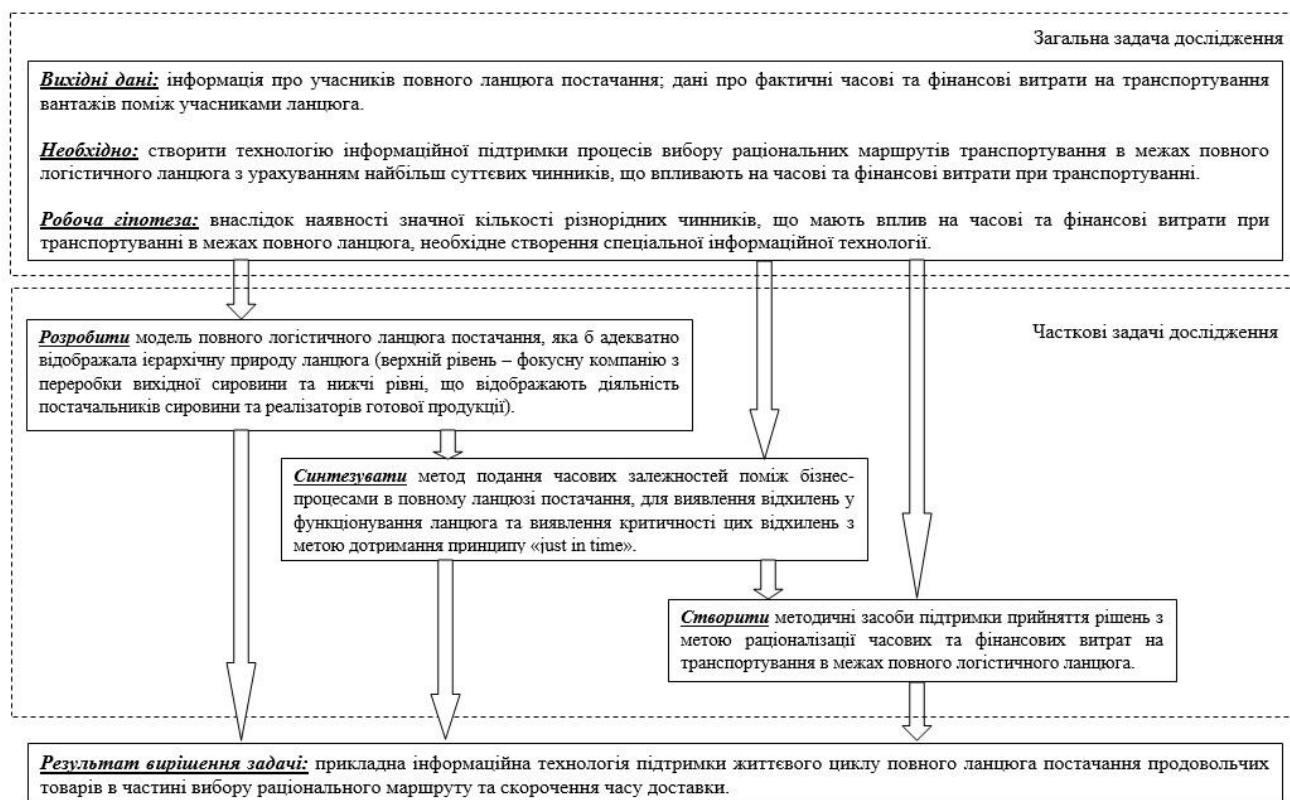 Загальна задача дослідження
Вихідні дані: інформація про учасників повного ланцюга постачання; дані про фактичні часові та фінансові витрати на транспортування
вантажів поміж учасниками ланцюга.
Необхідно: створити технологію інформаційної підтримки процесів вибору раціональних маршрутів транспортування в межах повного
логістичного ланцюга з урахуванням найбільш суттєвих чинників, що впливають на часові та фінансові витрати при транспортуванні.
Робоча гіпотеза: внаслідок наявності значної кількості різнорідних чинників, що мають вплив на часові та фінансові витрати при
транспортуванні в межах повного ланцюга, необхідне створення спеціальної інформаційної технології.
Часткові задачі дослідження
Розробити модель повного логістичного ланцюга постачання, яка б адекватно
відображала ієрархічну природу ланцюга (верхній рівень – фокусну компанію з
переробки вихідної сировини та нижчі рівні, що відображають діяльність
постачальників сировини та реалізаторів готової продукції).
Синтезувати метод подання часових залежностей поміж бізнес-
процесами в повному ланцюзі постачання, для виявлення відхилень у
функціонування ланцюга та виявлення критичності цих відхилень з
метою дотримання принципу «just in time».
Створити методичні засоби підтримки прийняття рішень з
метою раціоналізації часових та фінансових витрат на
транспортування в межах повного логістичного ланцюга.
Результат вирішення задачі: прикладна інформаційна технологія підтримки життєвого циклу повного ланцюга постачання продовольчих
товарів в частині вибору раціонального маршруту та скорочення часу доставки.